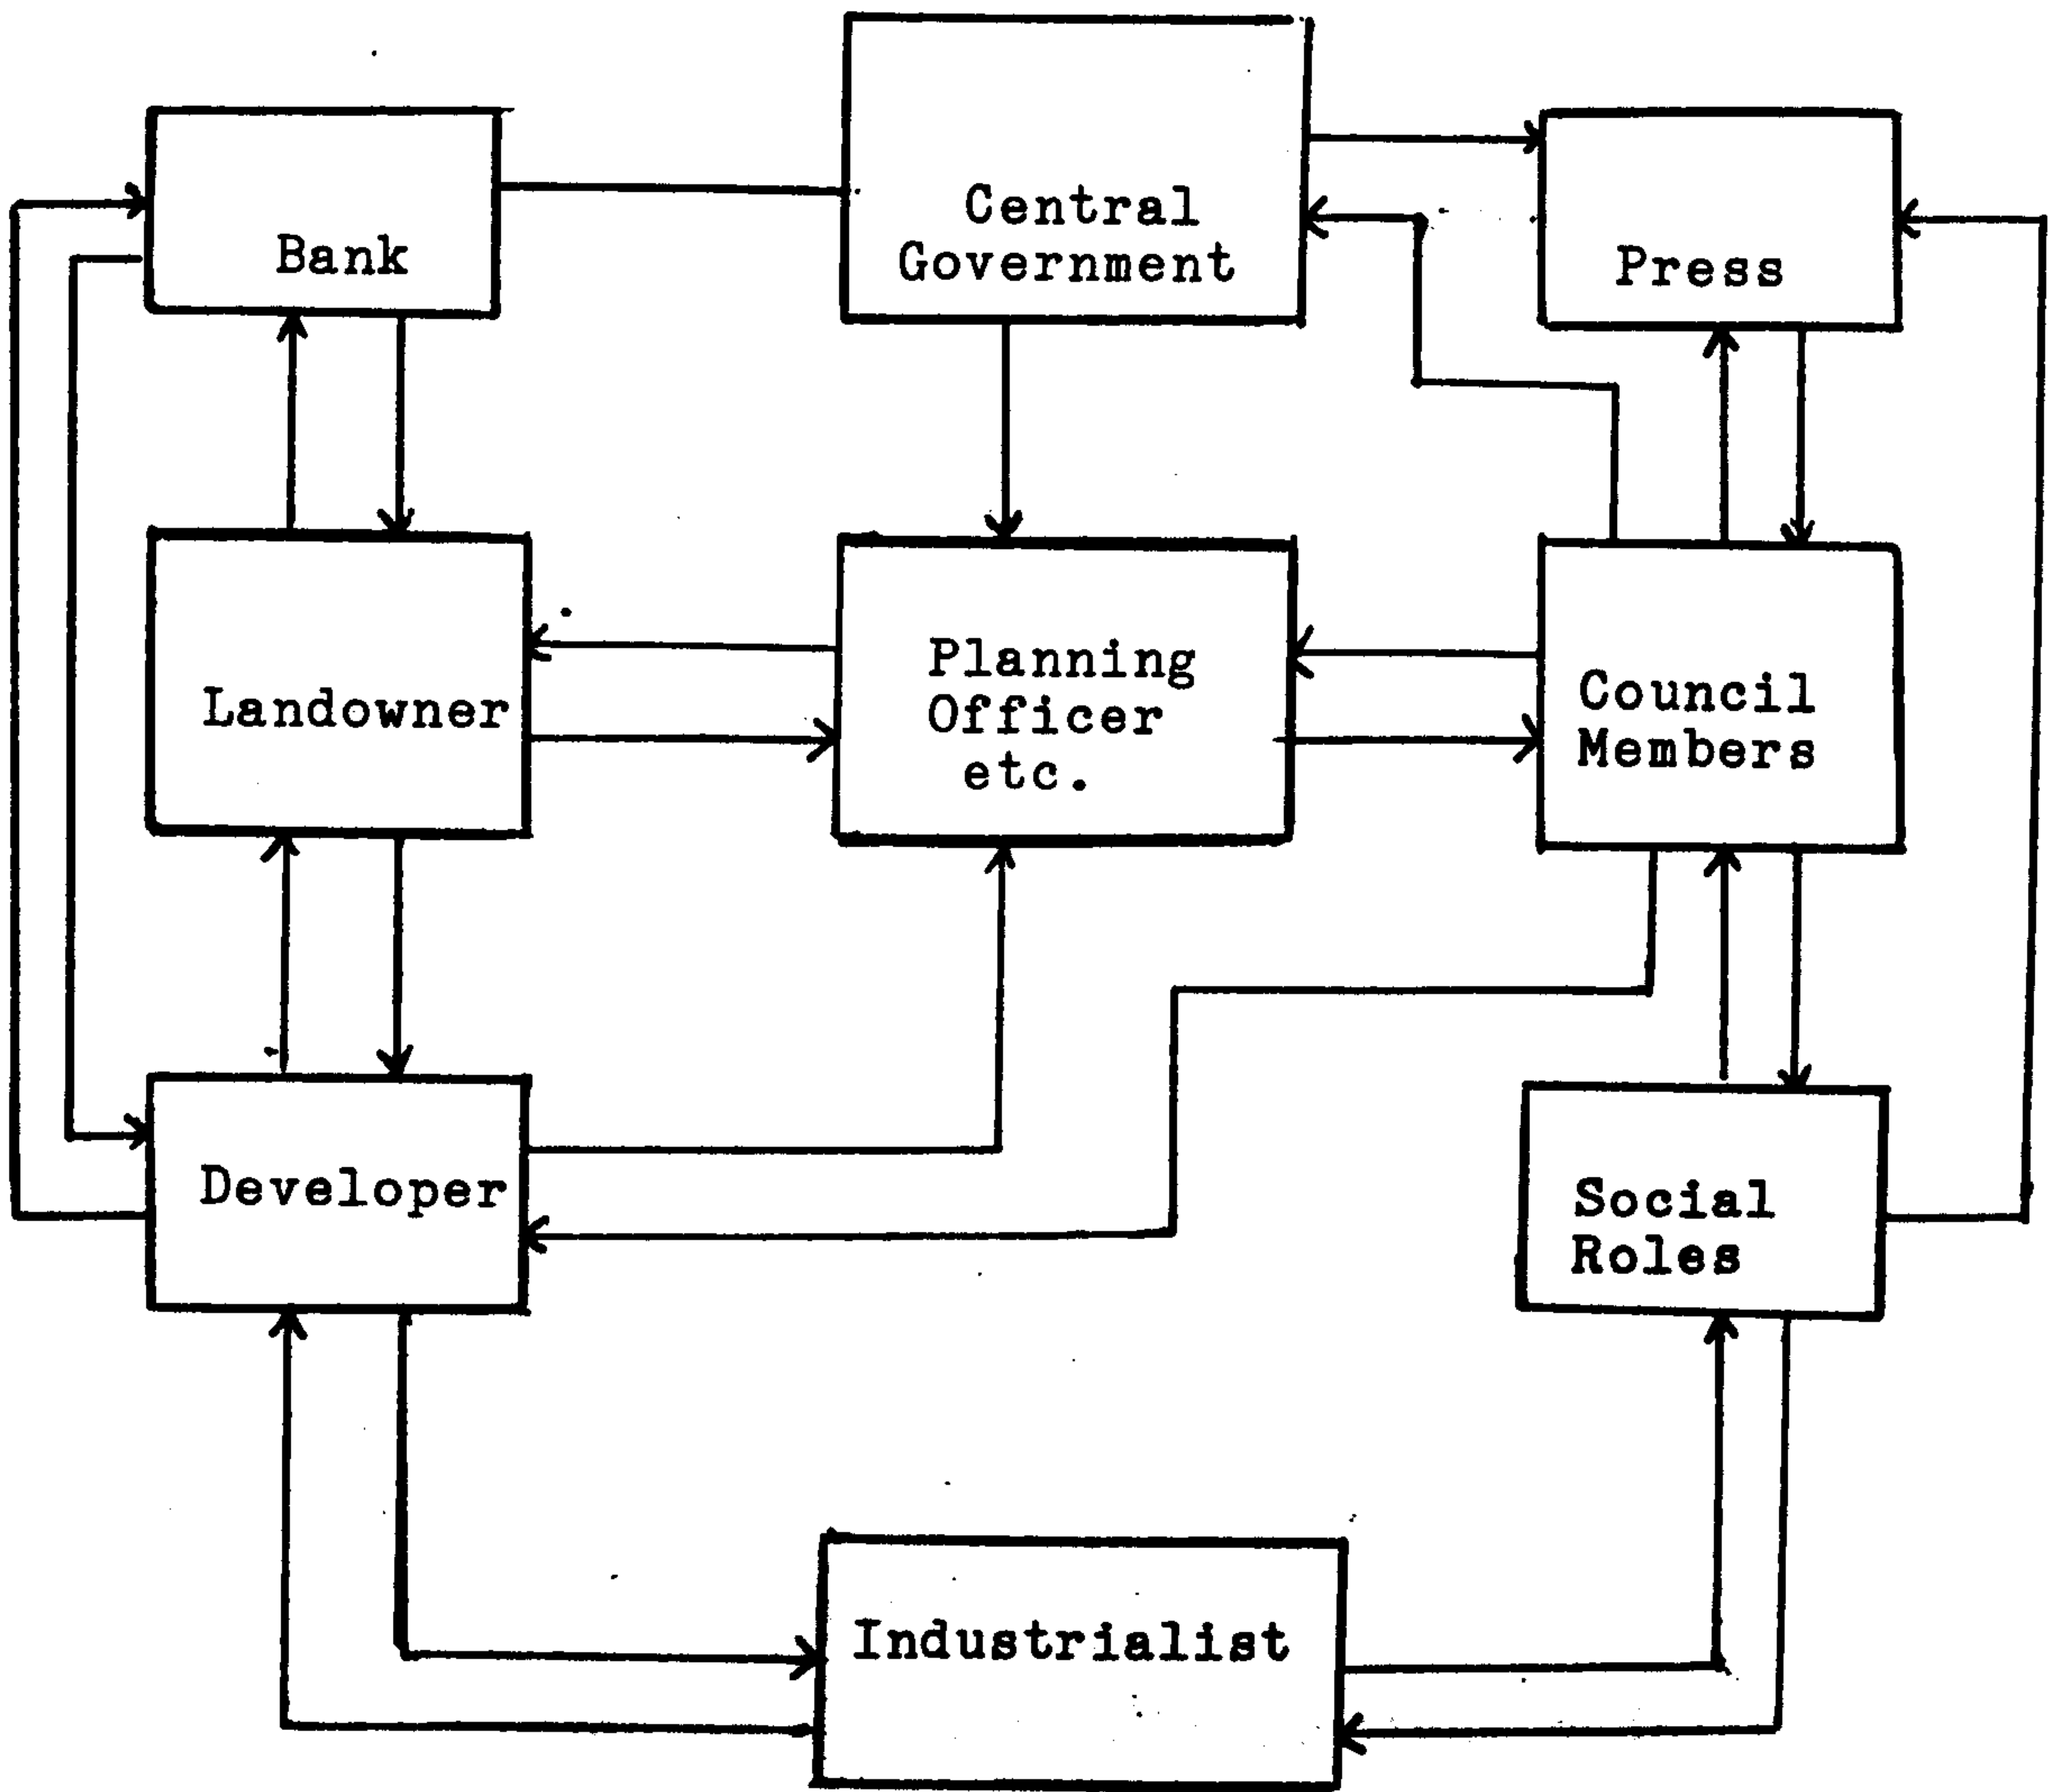 Bank
Central
Government
Press
Landowner
Planning
Officer
etc.
Council
Members
Developer
Social
Roles
Industrialist